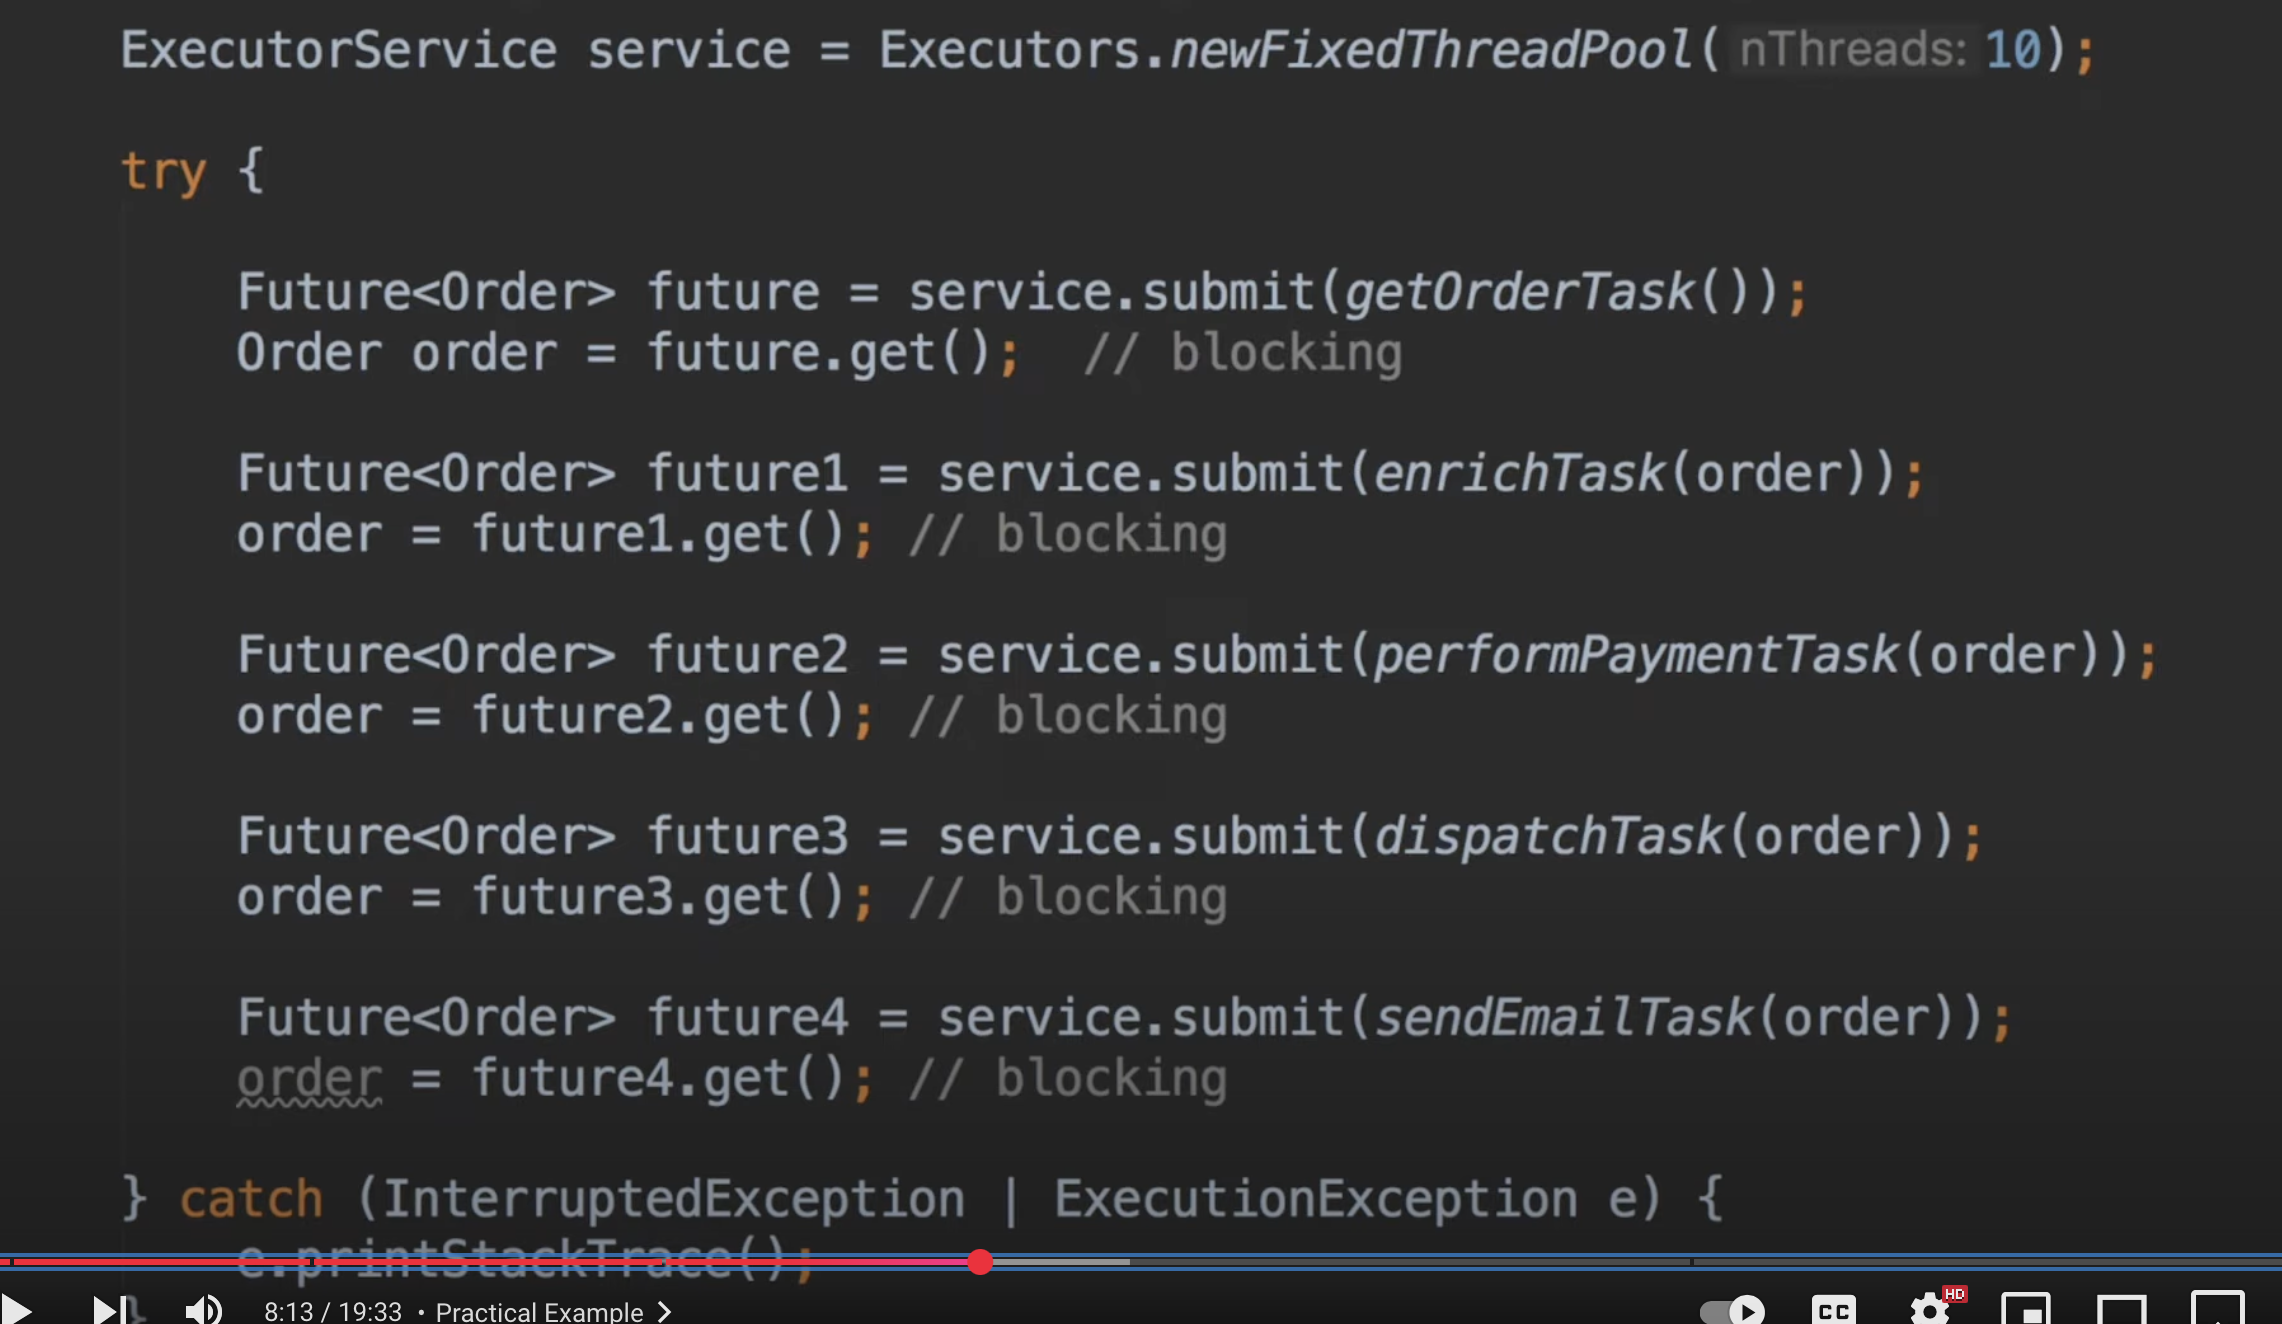 ExecutorService service = Executors.newFixedThreadPool( nThreads: 10);
try {
Future<Order> future = service.submit(getOrderTask());
Order order = future.get();  // blocking
Future<Order> future1 = service.submit(enrichTask(order));
order = future1.get(); // blocking
Future<Order> future2 = service.submit(performPaymentTask(order));
order = future2.get(); // blocking
Future<Order> future3 = service.submit(dispatchTask(order));
order = future3.get(); // blocking
Future<Order> future4 = service.submit(sendEmailTask(order));
order = future4.get(); // blocking
} catch (InterruptedException | ExecutionException e) {
e.printStackTrace();
}
8:13 / 19:33 • Practical Example
CC
HD